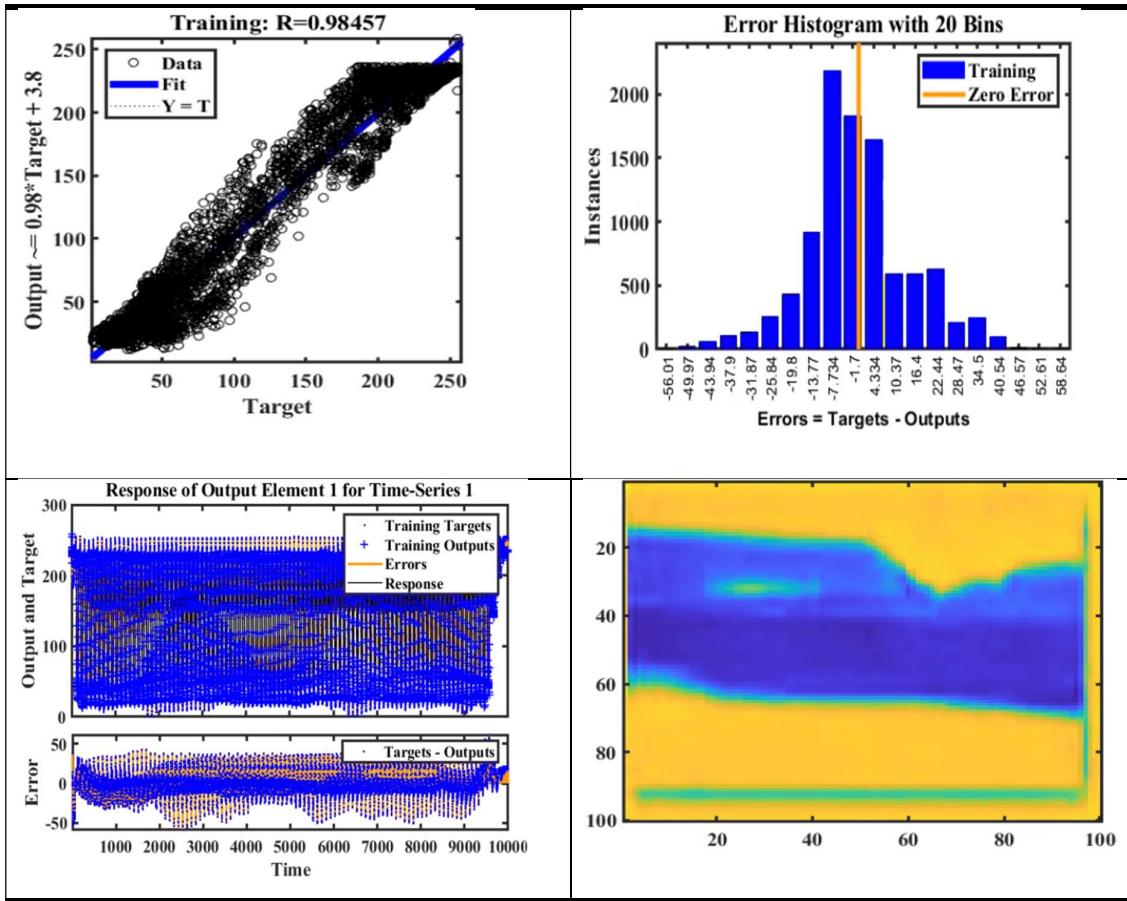 Training: R=0.98457
Output ~= 0.98*Target + 3.8
250
200
150
100
50
Data
Fit
Y = T
50 100 150 200 250
Target
Error Histogram with 20 Bins
Instances
2000
1500
1000
500
0
Training
Zero Error
-56.01
-49.97
-43.94
-37.9
-31.87
-25.84
-19.8
-13.77
-7.734
-1.7
4.334
10.37
16.4
22.44
28.47
34.5
40.54
46.57
52.61
58.64
Errors = Targets - Outputs
Response of Output Element 1 for Time-Series 1
Output and Target
300
200
100
0
Training Targets
Training Outputs
Errors
Response
Error
50
0
-50
Targets - Outputs
1000 2000 3000 4000 5000 6000 7000 8000 9000 10000
Time
20
40
60
80
100
20 40 60 80 100